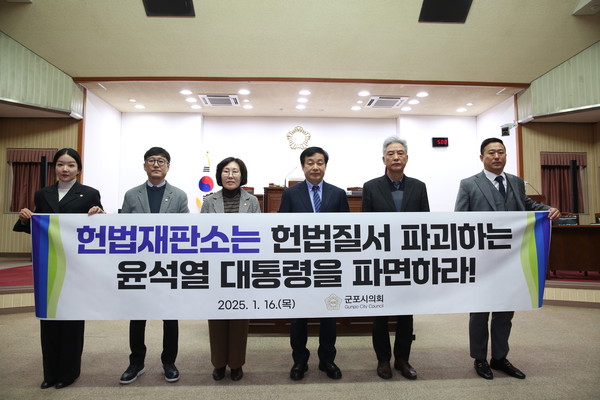 헌법재판소는 헌법질서 파괴하는
윤석열 대통령을 파면하라!
2025. 1. 16.(목) 군포시의회
Gunpo City Council